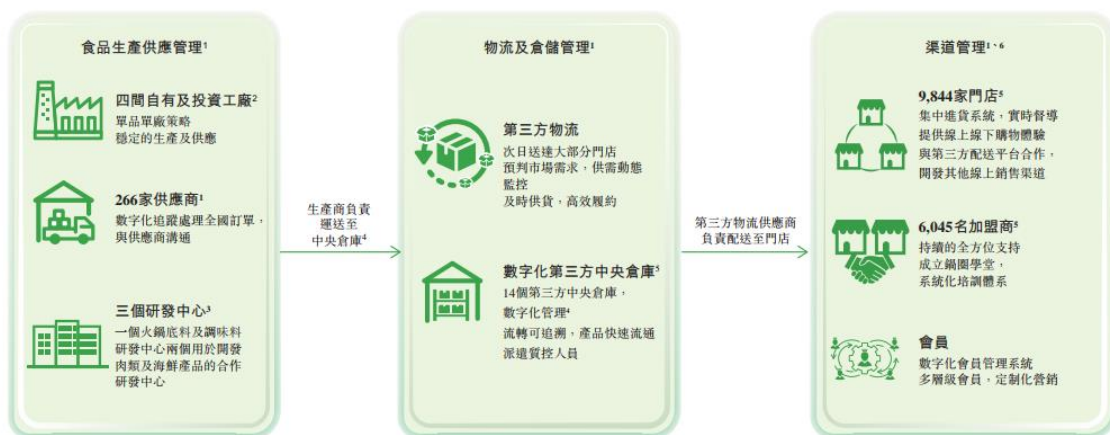 食品生產供應管理¹
四間自有及投資工廠²
單品單廠策略
穩定的生產及供應
266家供應商¹
數字化追蹤處理全國訂單，
與供應商溝通
三個研發中心³
一個火鍋底料及調味料
研發中心兩個用於開發
肉類及海鮮產品的合作
研發中心
生產商負責
運送至
中央倉庫⁴
物流及倉儲管理¹
第三方物流
次日送達大部分門店
預判市場需求，供需動態
監控
及時供貨，高效履約
數字化第三方中央倉庫⁵
14個第三方中央倉庫，
數字化管理⁴
流轉可追溯，產品快速流通
派遣質控人員
第三方物流供應商
負責配送至門店
渠道管理¹、⁶
9,844家門店⁵
集中進貨系統，實時督導
提供線上線下購物體驗
與第三方配送平台合作，
開發其他線上銷售渠道
6,045名加盟商⁵
持續的全方位支持
成立鍋圈學堂，
系統化培訓體系
會員
數字化會員管理系統
多層級會員，定制化營銷